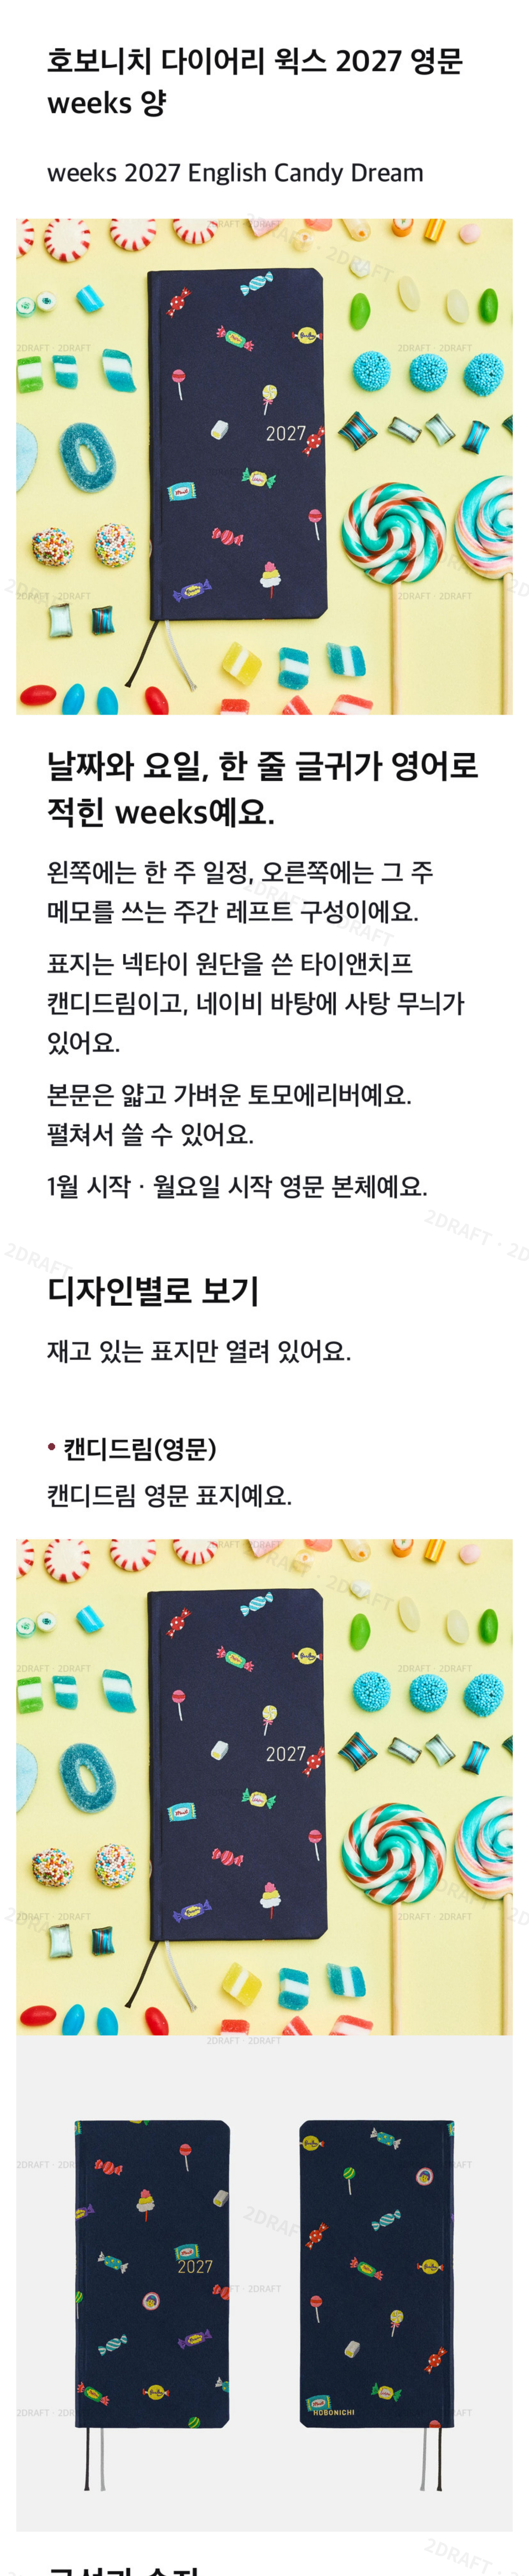 호보니치 다이어리 윅스 2027 영문
weeks 양
weeks 2027 English Candy Dream
2DRAFT · 2DRAFT
2027
날짜와 요일, 한 줄 글귀가 영어로
적힌 weeks예요.
왼쪽에는 한 주 일정, 오른쪽에는 그 주
메모를 쓰는 주간 레프트 구성이에요.
표지는 넥타이 원단을 쓴 타이앤치프
캔디드림이고, 네이비 바탕에 사탕 무늬가
있어요.
본문은 얇고 가벼운 토모에리버예요.
펼쳐서 쓸 수 있어요.
1월 시작 · 월요일 시작 영문 본체예요.
디자인별로 보기
재고 있는 표지만 열려 있어요.
• 캔디드림(영문)
캔디드림 영문 표지예요.
2027
2DRAFT · 2DRAFT
2027
HOBONICHI